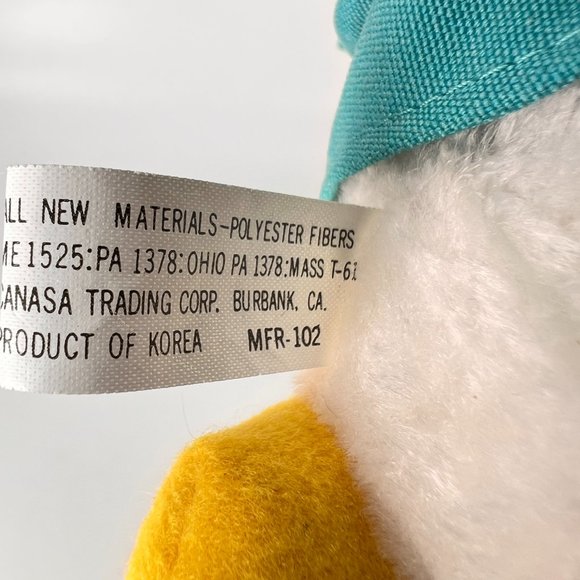 ALL NEW MATERIALS-POLYESTER FIBERS
ME 1525:PA 1378:OHIO PA 1378:MASS
CANASA TRADING CORP. BURBANK, CA.
PRODUCT OF KOREA MFR-102